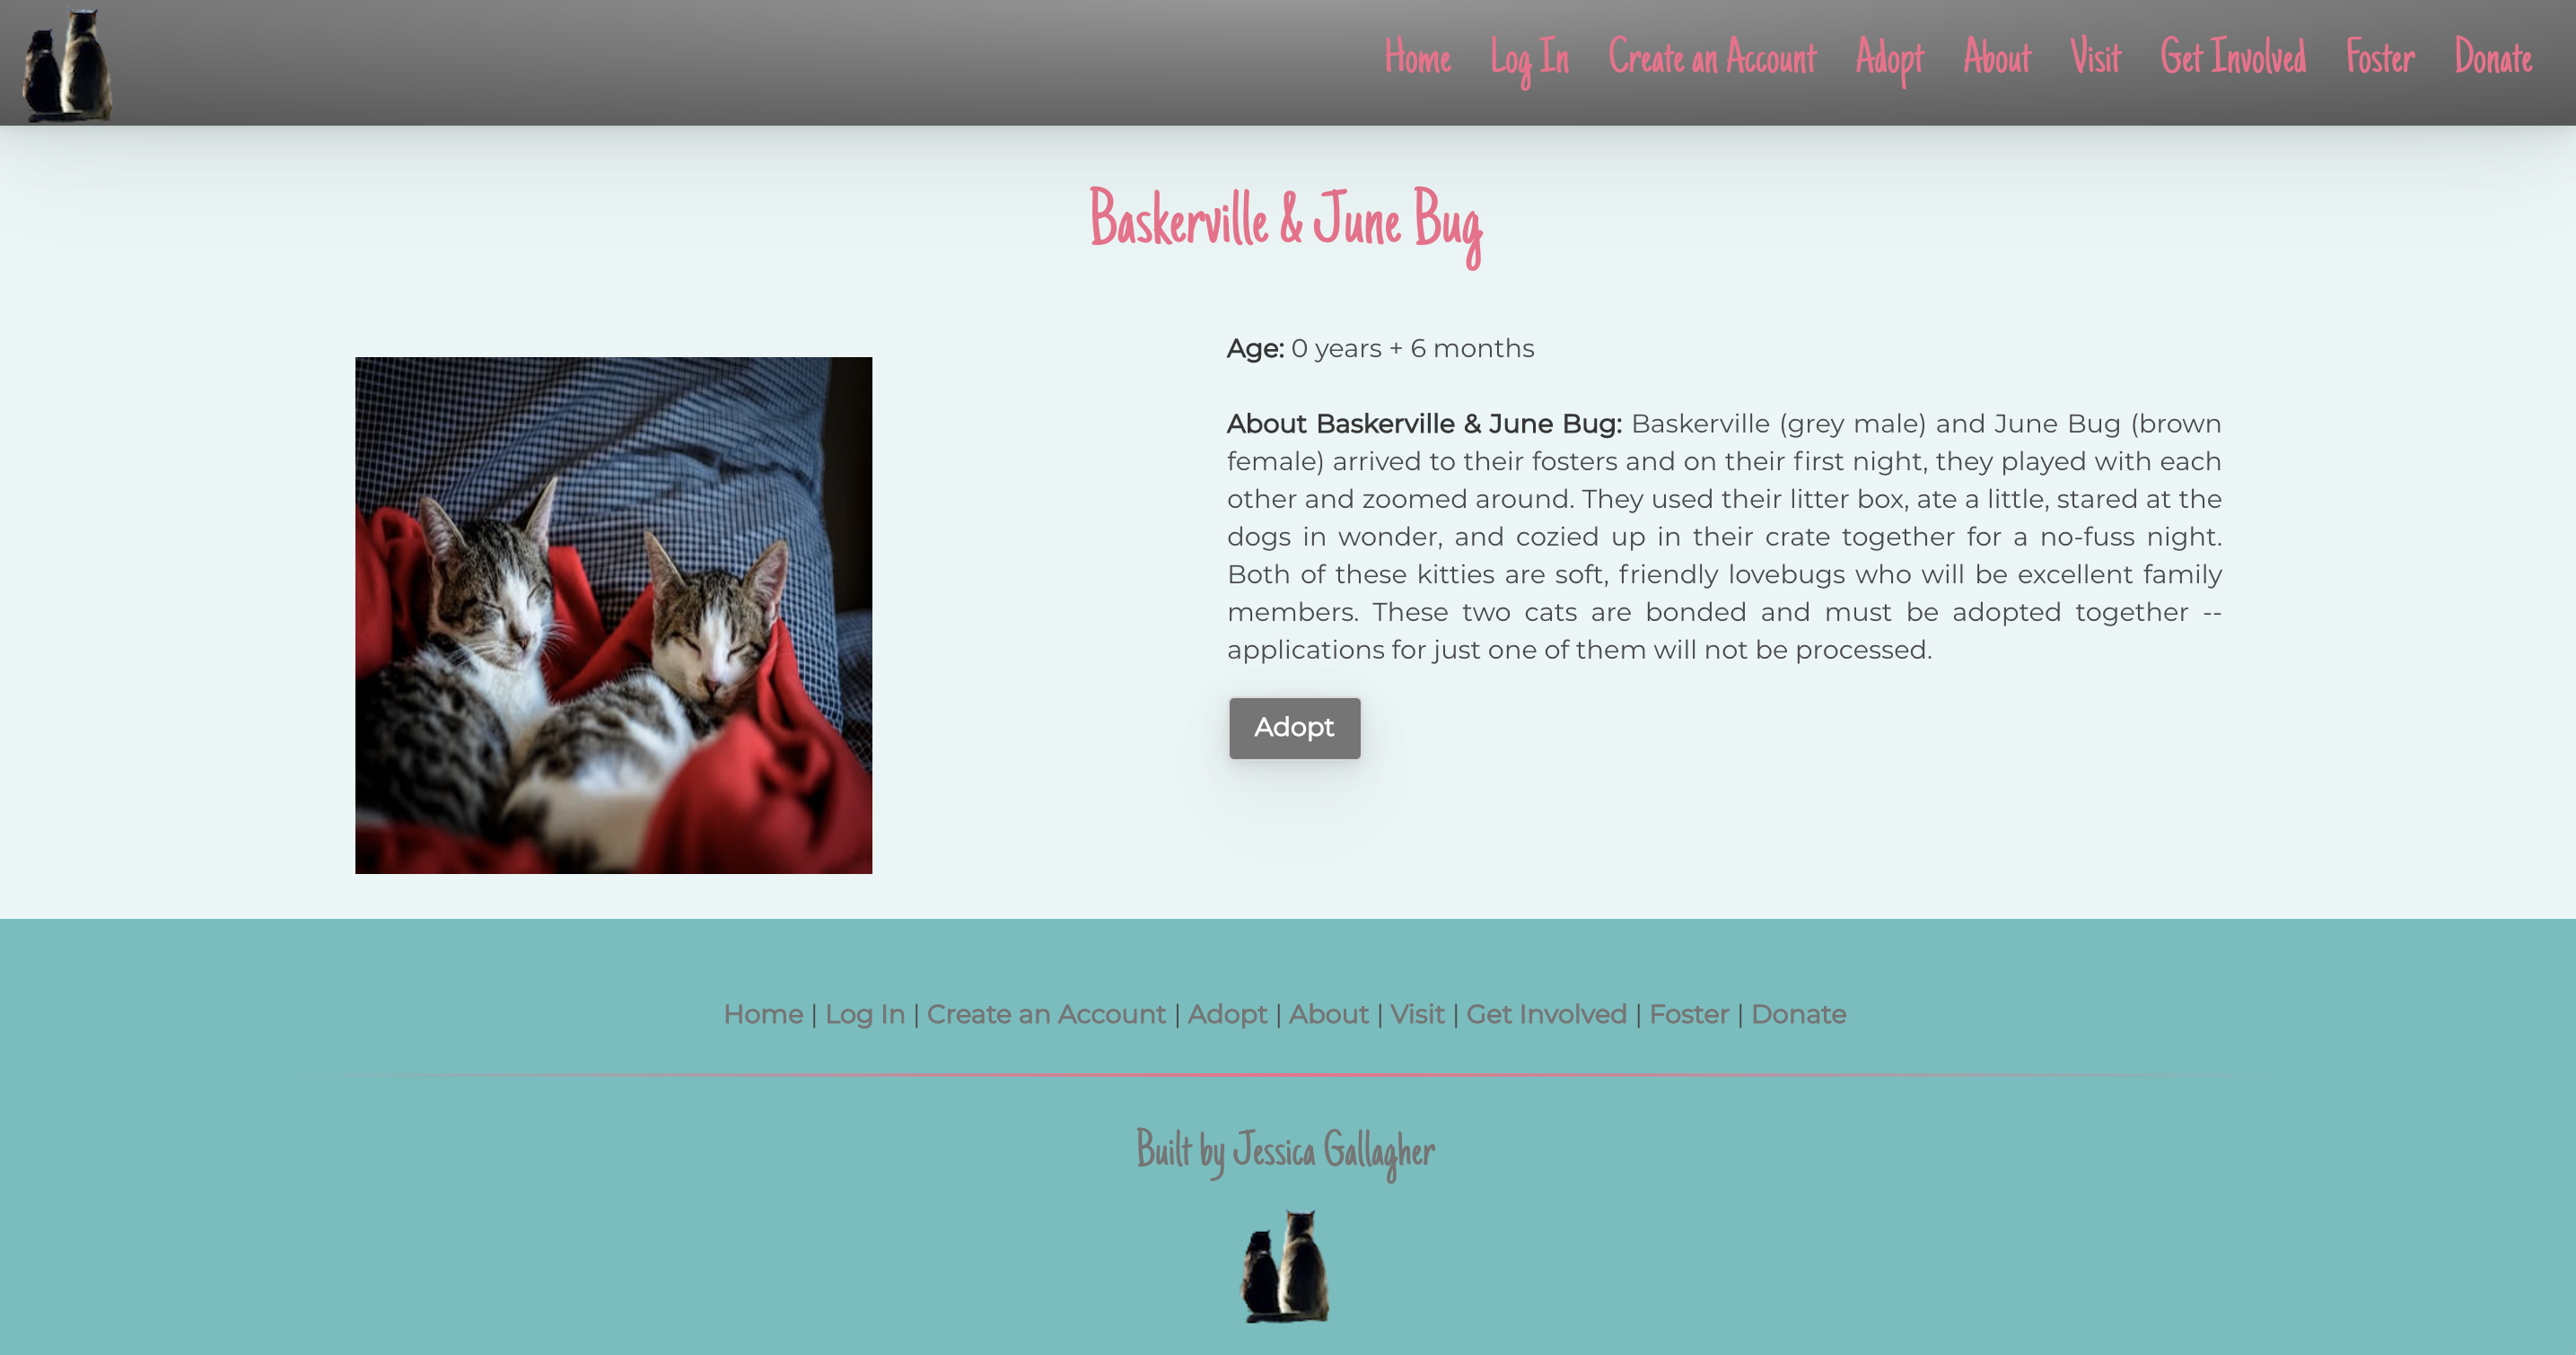 Home Log In Create an Account Adopt About Visit Get Involved Foster Donate
Baskerville & June Bug
Age: 0 years + 6 months
About Baskerville & June Bug: Baskerville (grey male) and June Bug (brown
female) arrived to their fosters and on their first night, they played with each
other and zoomed around. They used their litter box, ate a little, stared at the
dogs in wonder, and cozied up in their crate together for a no-fuss night.
Both of these kitties are soft, friendly lovebugs who will be excellent family
members. These two cats are bonded and must be adopted together --
applications for just one of them will not be processed.
Adopt
Home | Log In | Create an Account | Adopt | About | Visit | Get Involved | Foster | Donate
Built by Jessica Gallagher